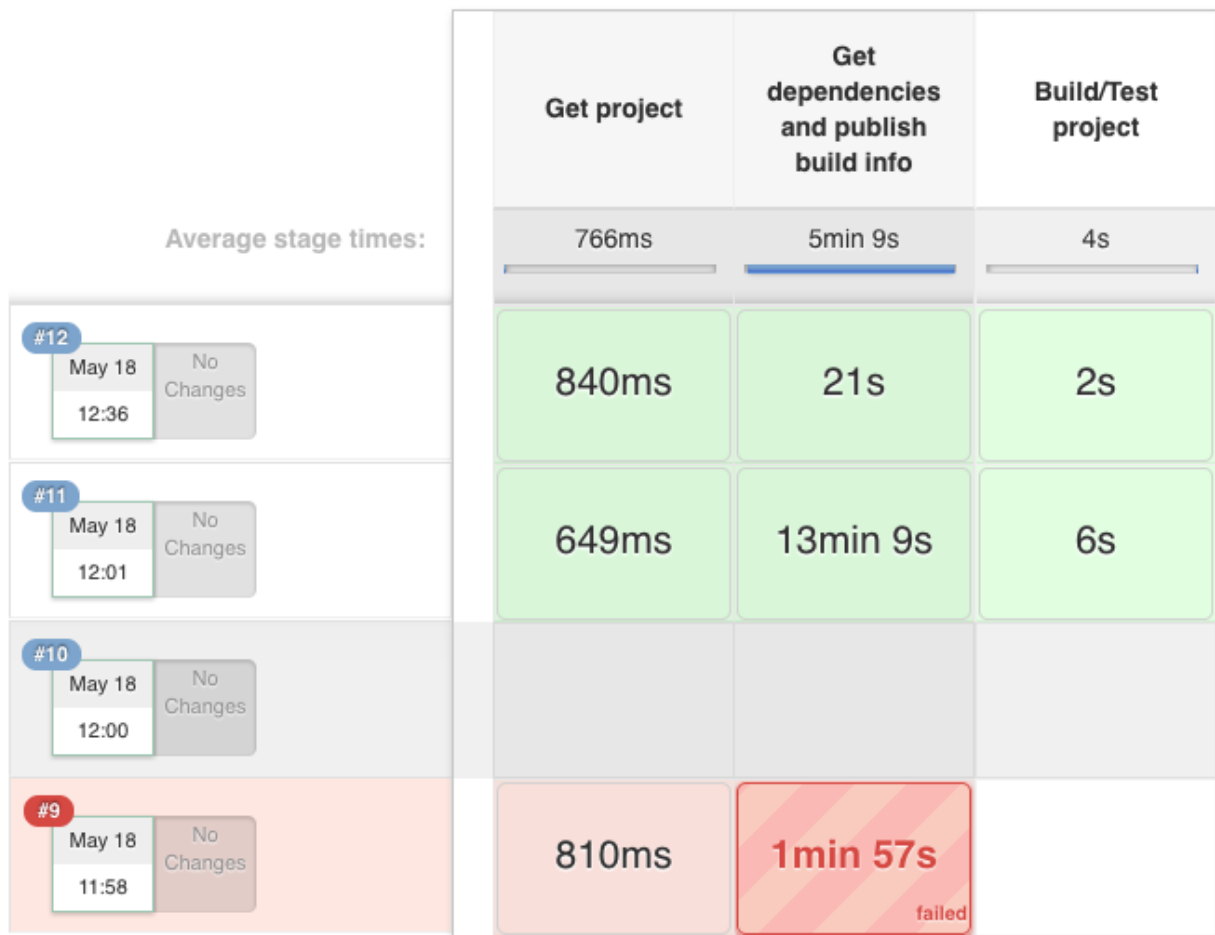 Get project
Get
dependencies
and publish
build info
Build/Test
project
Average stage times:
766ms
5min 9s
4s
#12
May 18
12:36
No
Changes
840ms
21s
2s
#11
May 18
12:01
No
Changes
649ms
13min 9s
6s
#10
May 18
12:00
No
Changes
#9
May 18
11:58
No
Changes
810ms
1min 57s
failed